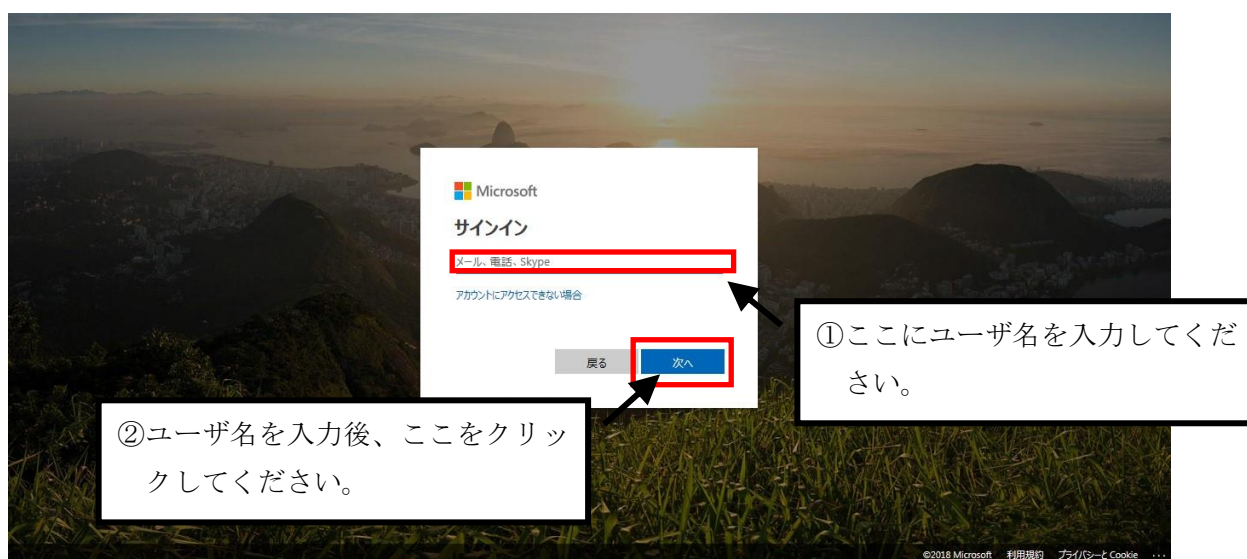 Microsoft
サインイン
メール、電話、Skype
アカウントにアクセスできない場合
戻る
次へ
①ここにユーザ名を入力してくだ
さい。
②ユーザ名を入力後、ここをクリッ
クしてください。
©2018 Microsoft 利用規約 プライバシーと Cookie ...